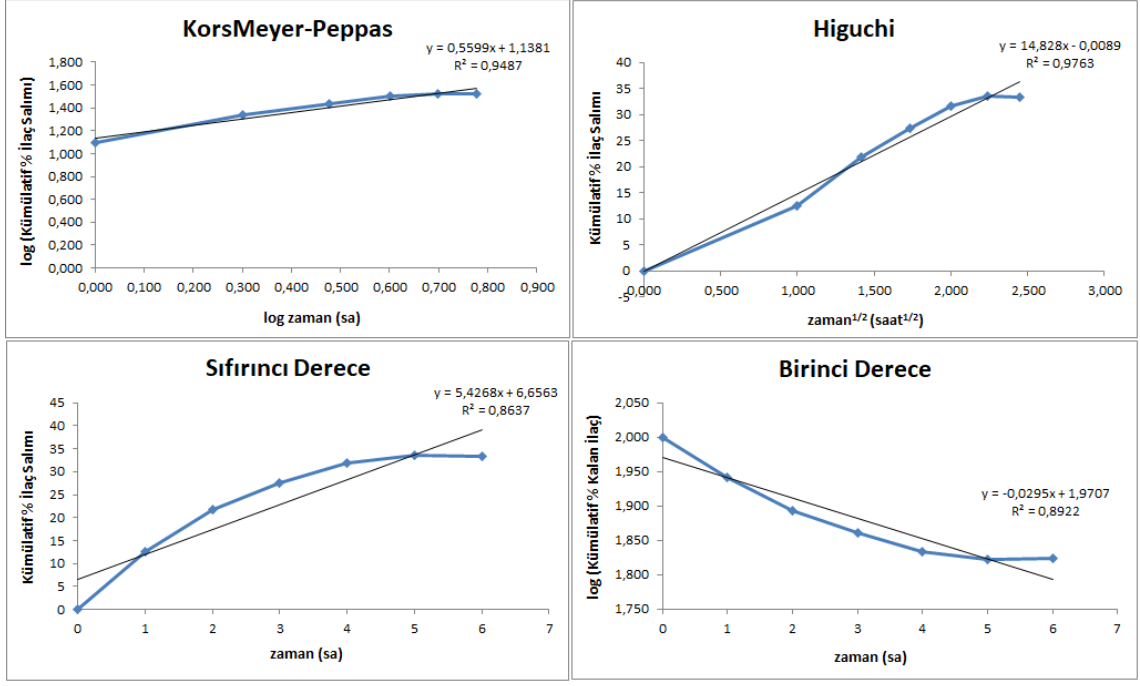 KorsMeyer-Peppas
y = 0,5599x + 1,1381
R² = 0,9487
log (Kümülatif % İlaç Salımı)
1,800
1,600
1,400
1,200
1,000
0,800
0,600
0,400
0,200
0,000
0,000 0,100 0,200 0,300 0,400 0,500 0,600 0,700 0,800 0,900
log zaman (sa)
Higuchi
y = 14,828x - 0,0089
R² = 0,9763
Kümülatif % İlaç Salımı
40
35
30
25
20
15
10
5
0
-5
0,000 0,500 1,000 1,500 2,000 2,500 3,000
zaman¹/² (saat¹/²)
Sıfırıncı Derece
y = 5,4268x + 6,6563
R² = 0,8637
Kümülatif % İlaç Salımı
45
40
35
30
25
20
15
10
5
0
0 1 2 3 4 5 6 7
zaman (sa)
Birinci Derece
y = -0,0295x + 1,9707
R² = 0,8922
log (Kümülatif % Kalan İlaç)
2,050
2,000
1,950
1,900
1,850
1,800
1,750
0 1 2 3 4 5 6 7
zaman (sa)